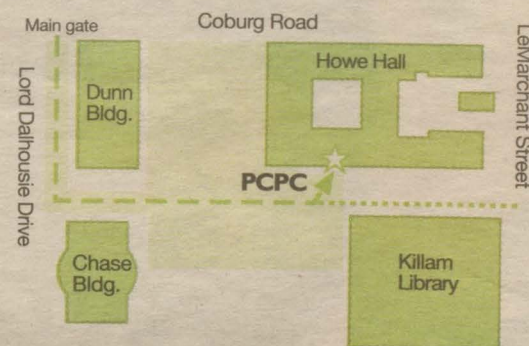 Main gate
Coburg Road
Howe Hall
Dunn
Bldg.
Lord Dalhousie Drive
LeMarchant Street
PCPC
Chase
Bldg.
Killam
Library